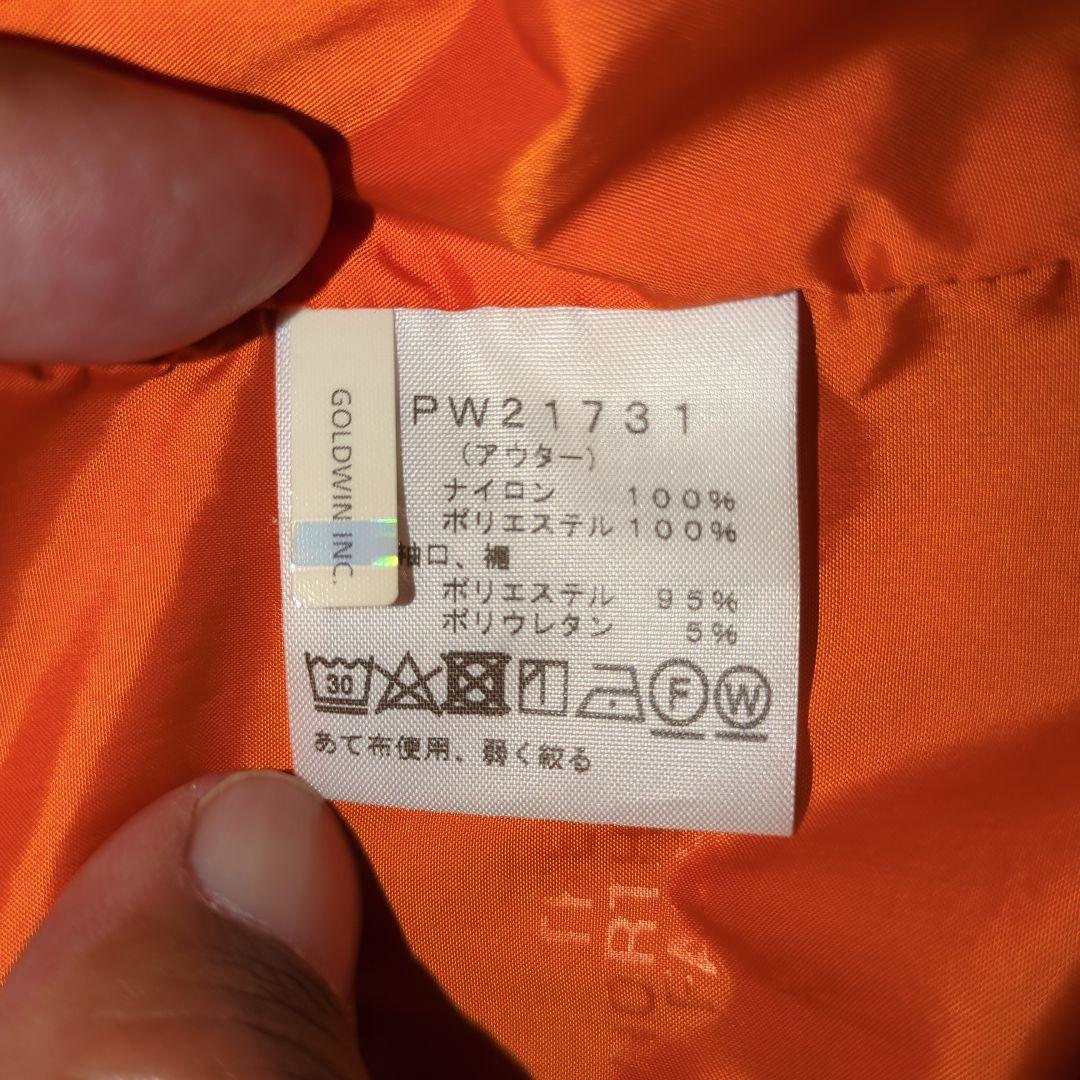 GOLDWIN INC.
PW21731
(アウター)
ナイロン 100%
ポリエステル 100%
袖口、裾
ポリエステル 95%
ポリウレタン 5%
30
F
W
あて布使用、弱く絞る